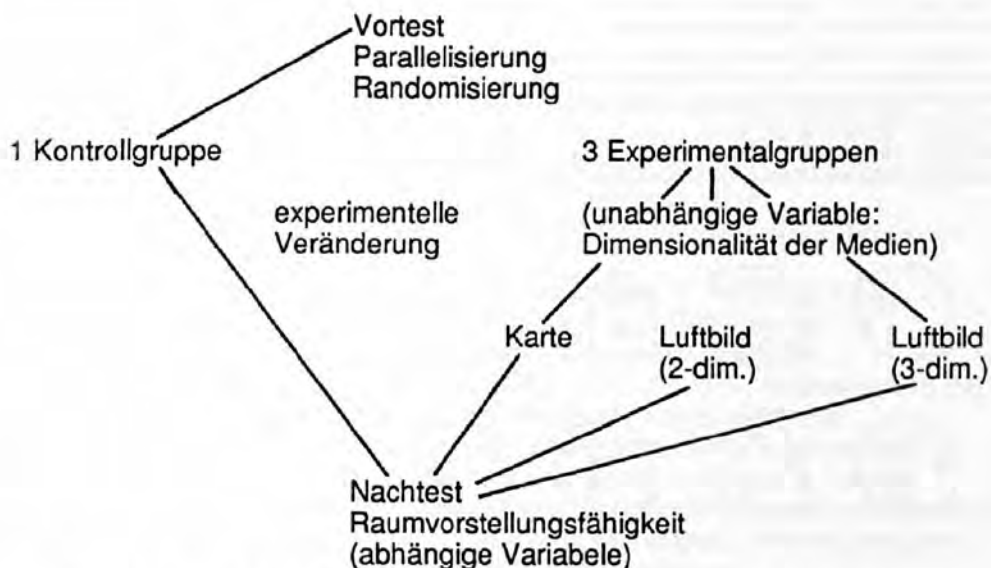 Vortest
Parallelisierung
Randomisierung
1 Kontrollgruppe
3 Experimentalgruppen
experimentelle
Veränderung
(unabhängige Variable:
Dimensionalität der Medien)
Karte
Luftbild
(2-dim.)
Luftbild
(3-dim.)
Nachtest
Raumvorstellungsfähigkeit
(abhängige Variabele)